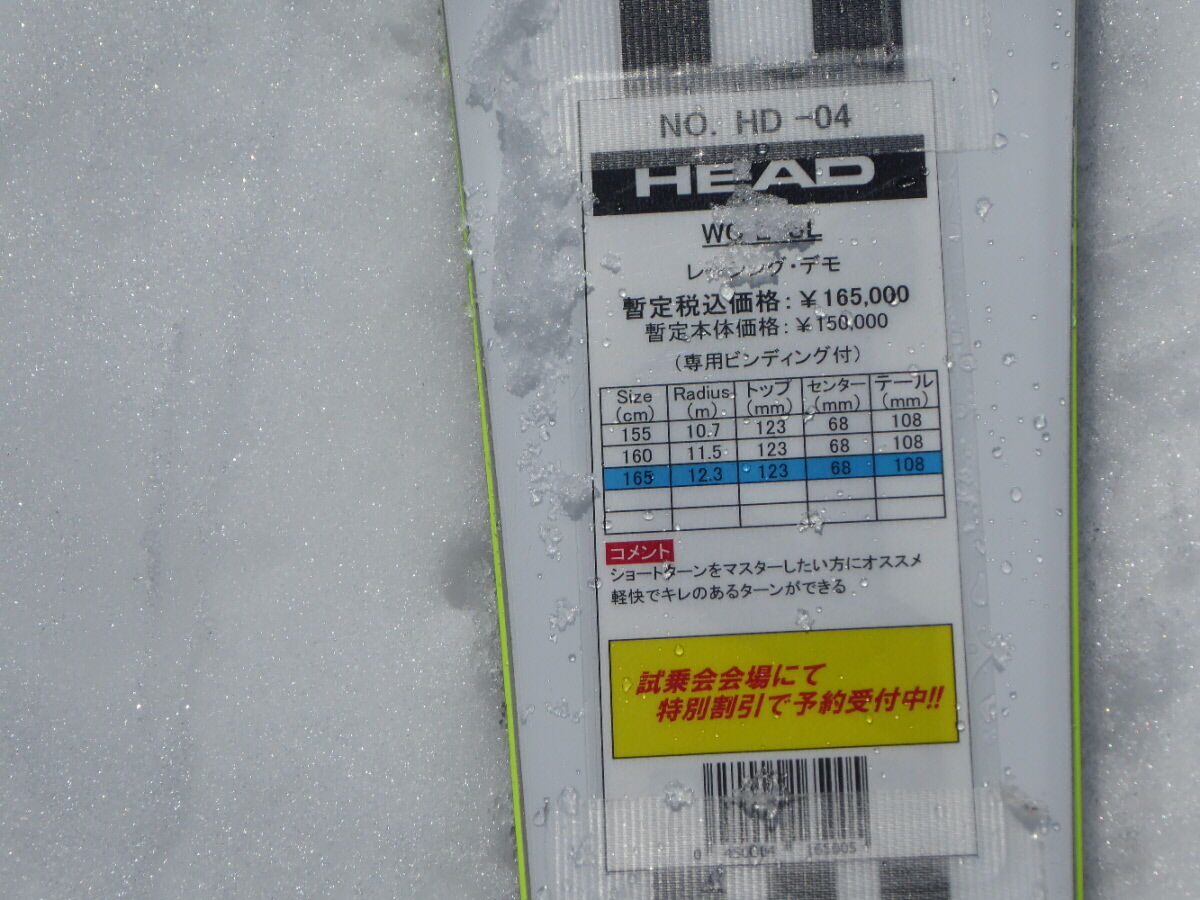 NO. HD -04
HEAD
暫定税込価格: ¥165,000
暫定本体価格: ¥150,000
(専用ビンディング付)
Size (cm) Radius (m) トップ (mm) センター (mm) テール (mm)
155 10.7 123 68 108
160 11.5 123 68 108
165 12.3 123 68 108
コメント
ショートターンをマスターしたい方にオススメ
軽快でキレのあるターンができる
試乗会会場にて
特別割引で予約受付中!!